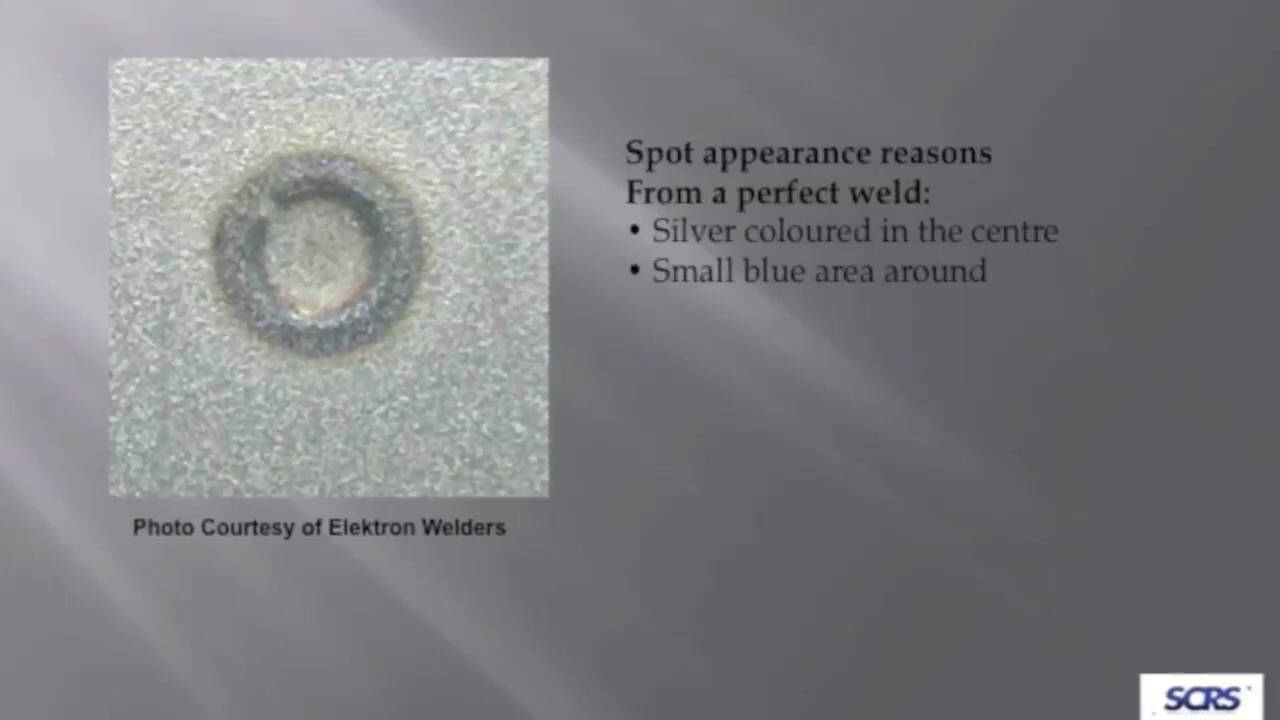 Spot appearance reasons
From a perfect weld:
• Silver coloured in the centre
• Small blue area around
Photo Courtesy of Elektron Welders
SCRS